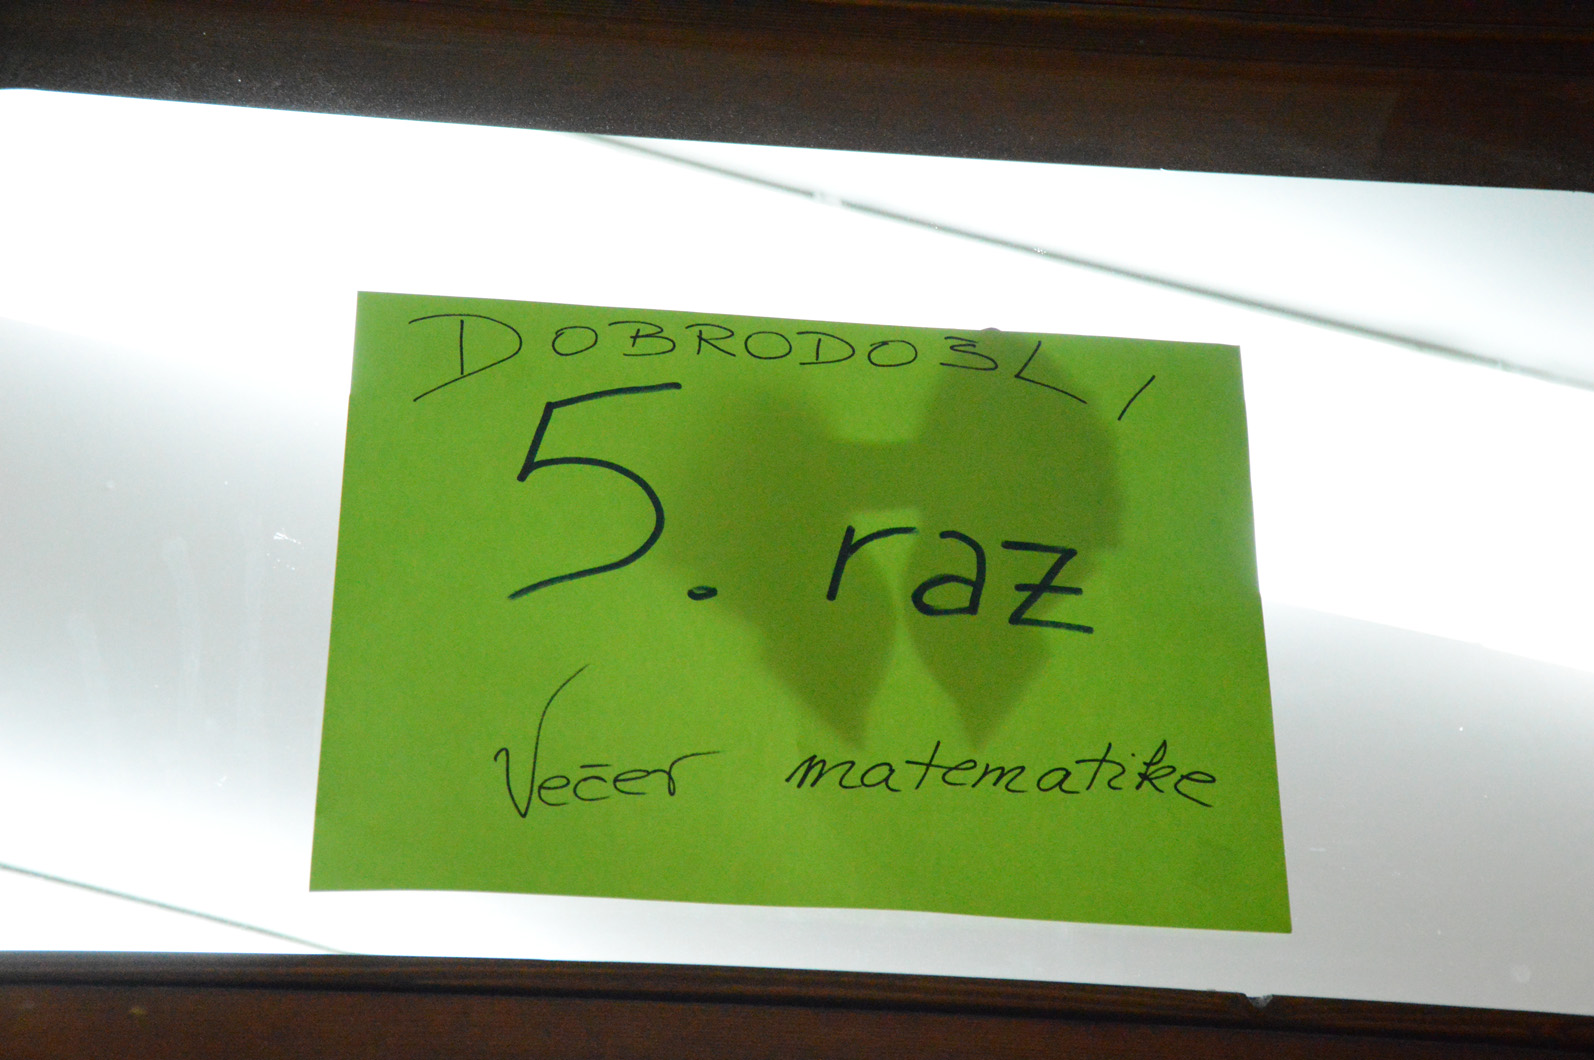 DOBRODOŠLI
5. raz
Večer matematike